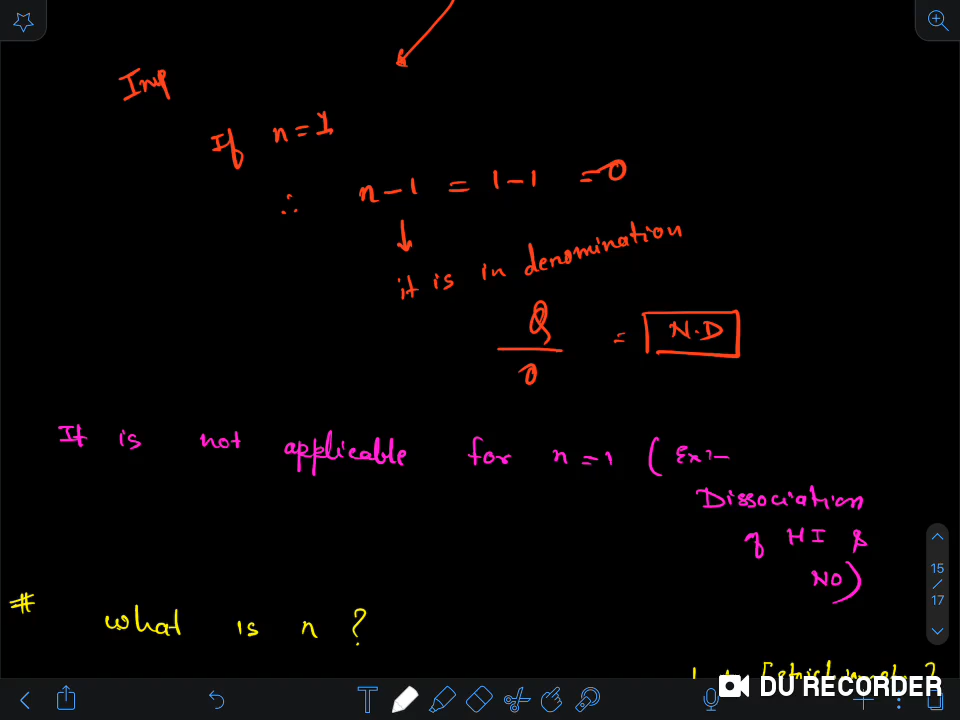 Imp
If n = 1
∴ n - 1 = 1 - 1 = 0
↓
it is in denomination
Q/0 = N.D
It is not applicable for n = 1 ( Ex:-
Dissociation
of HI &
NO)
# what is n ?
15
/
17
T
DU RECORDER